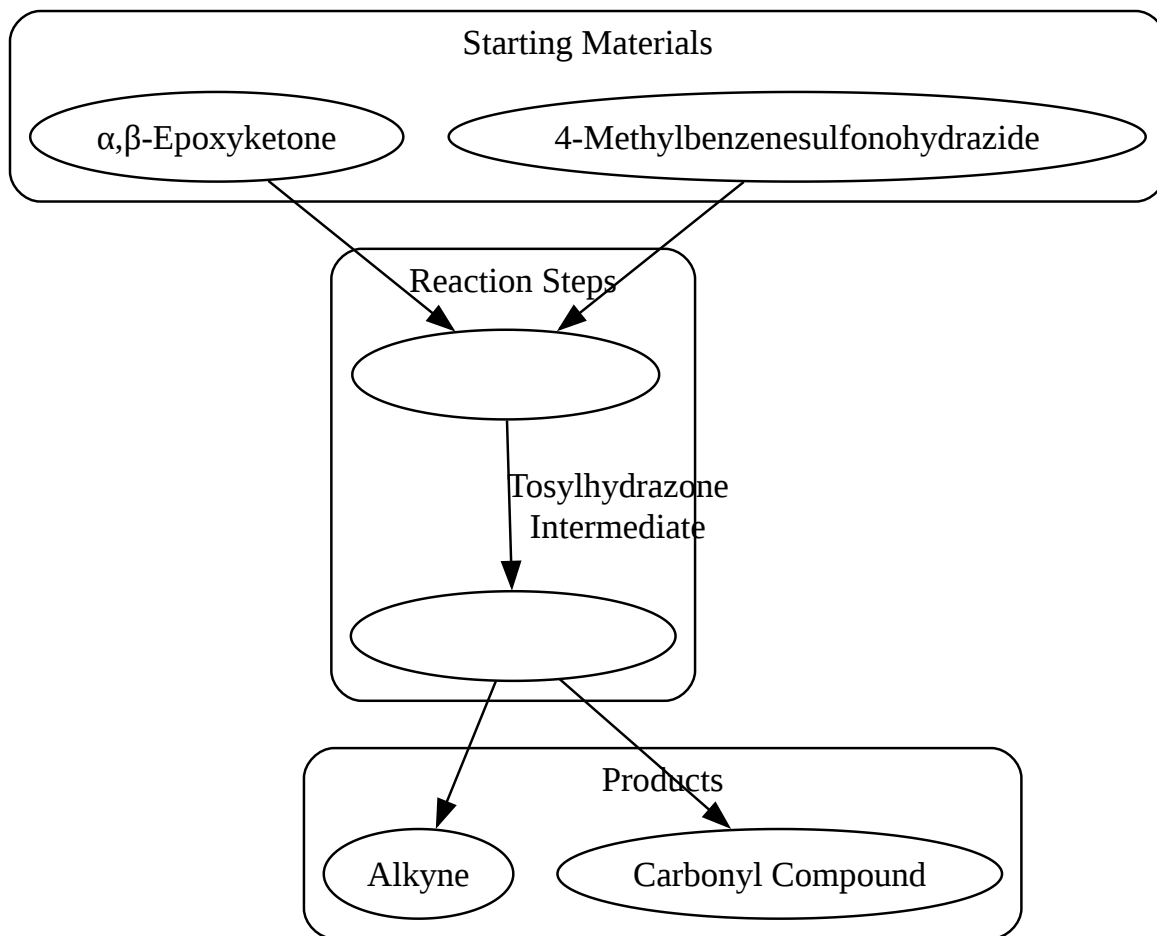 Starting Materials
α,β-Epoxyketone
4-Methylbenzenesulfonohydrazide
Reaction Steps
Tosylhydrazone
Intermediate
Products
Alkyne
Carbonyl Compound